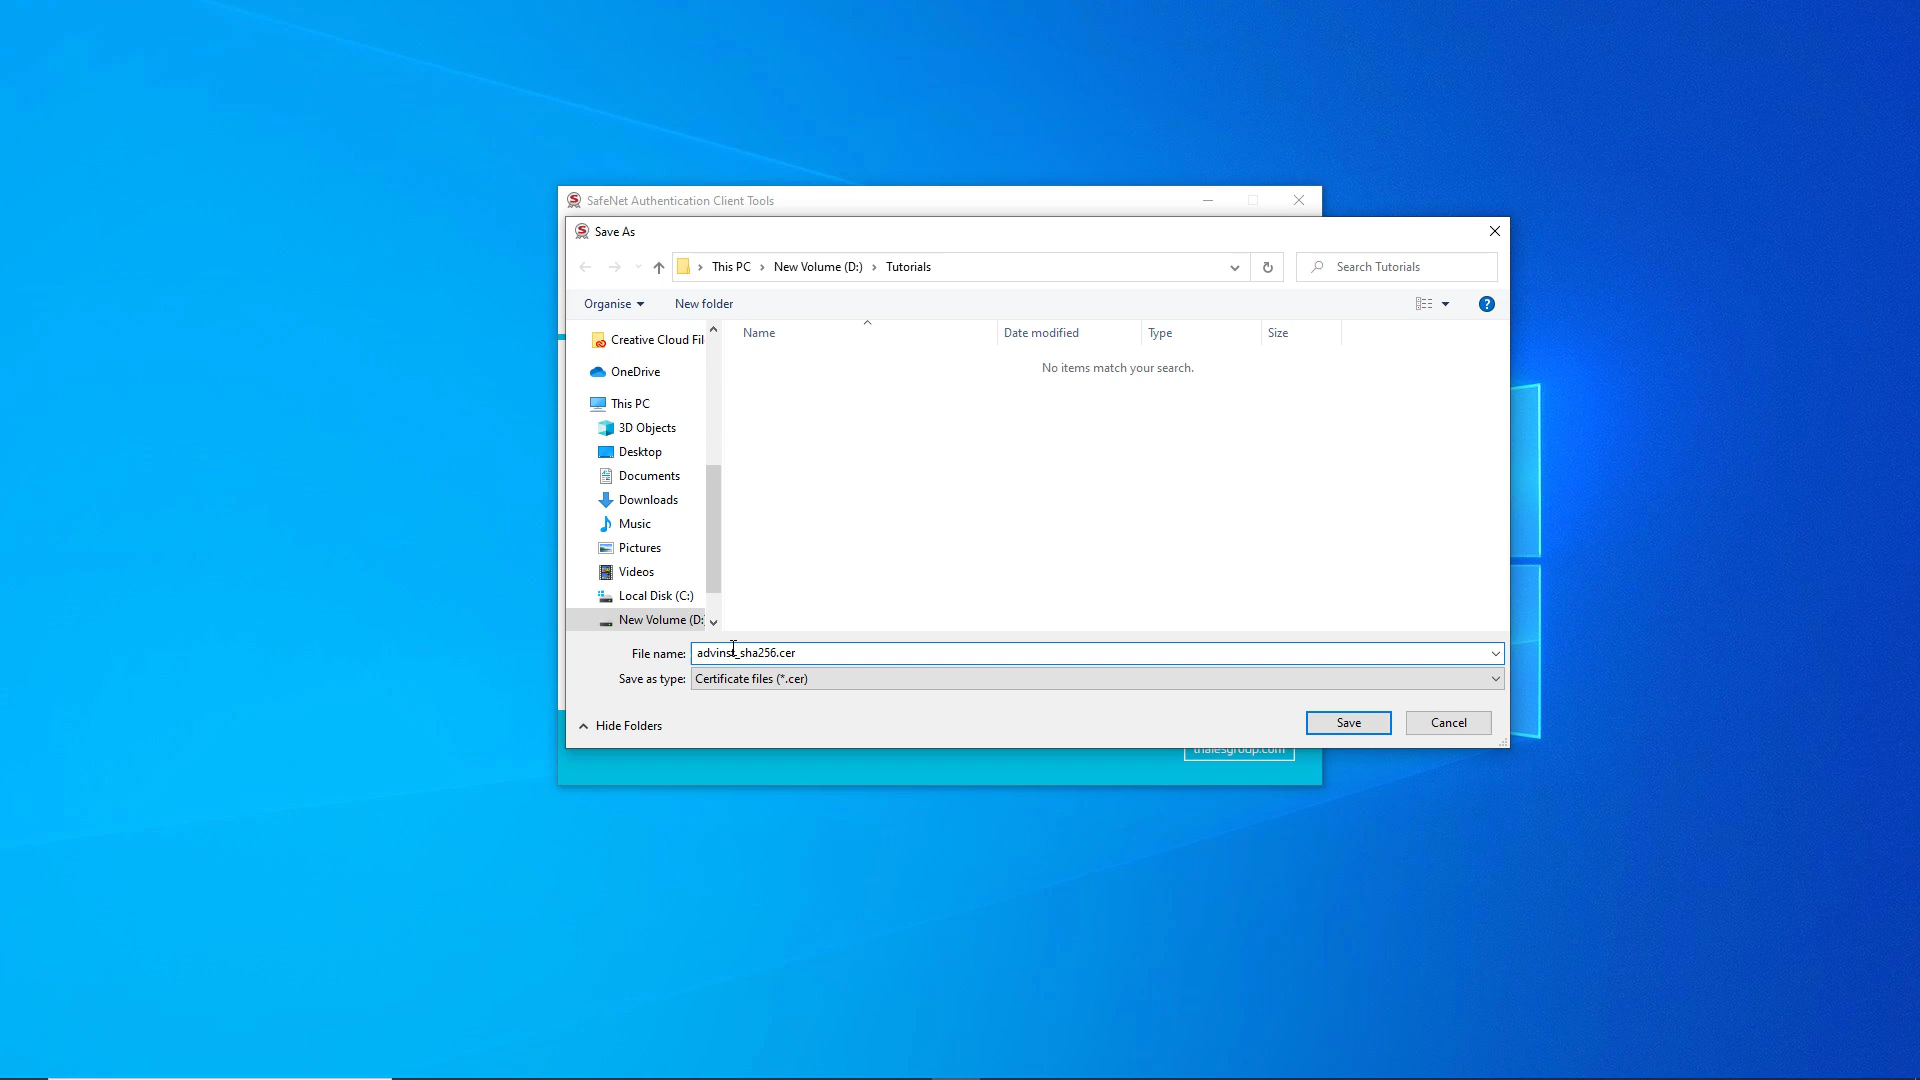 SafeNet Authentication Client Tools
Save As
This PC > New Volume (D:) > Tutorials
Search Tutorials
Organise
New folder
?
Creative Cloud Fil
OneDrive
This PC
3D Objects
Desktop
Documents
Downloads
Music
Pictures
Videos
Local Disk (C:)
New Volume (D:
Name
Date modified
Type
Size
No items match your search.
File name:
advinst_sha256.cer
Save as type:
Certificate files (*.cer)
Hide Folders
Save
Cancel
thalesgroup.com